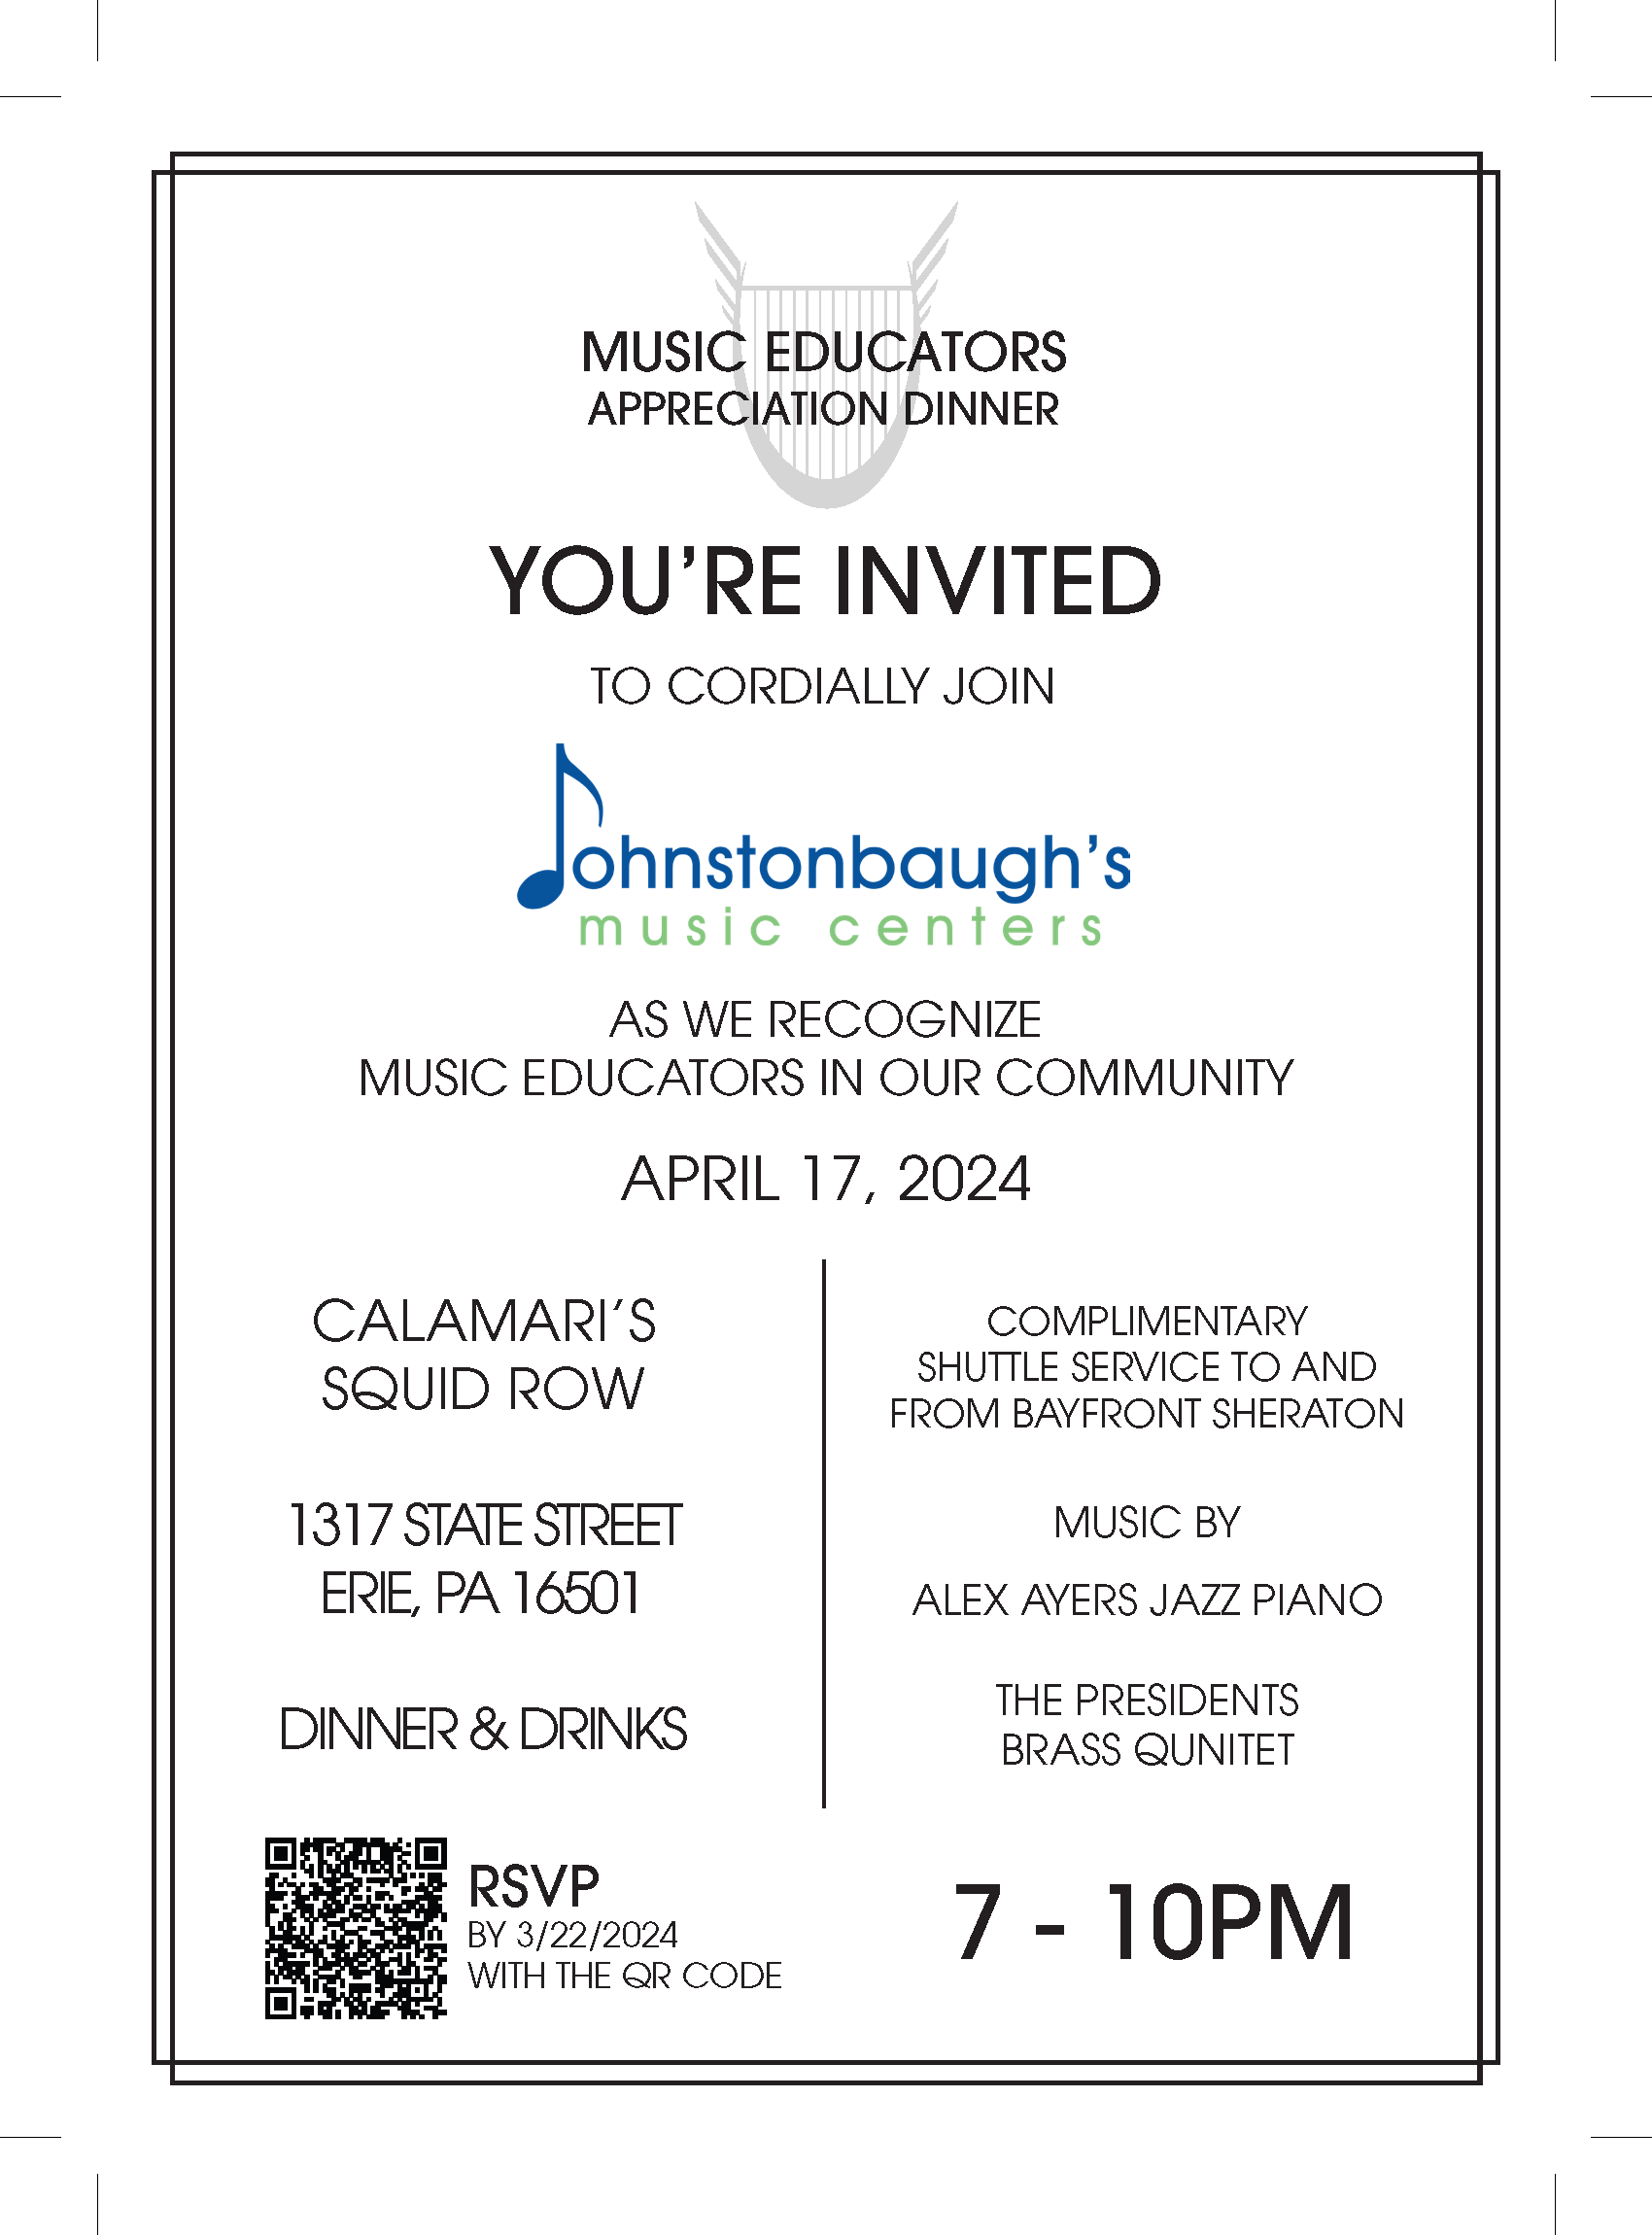 MUSIC EDUCATORS
APPRECIATION DINNER
YOU'RE INVITED
TO CORDIALLY JOIN
Johnstonbaugh's
music centers
AS WE RECOGNIZE
MUSIC EDUCATORS IN OUR COMMUNITY
APRIL 17, 2024
CALAMARI'S
SQUID ROW
1317 STATE STREET
ERIE, PA 16501
DINNER & DRINKS
COMPLIMENTARY
SHUTTLE SERVICE TO AND
FROM BAYFRONT SHERATON
MUSIC BY
ALEX AYERS JAZZ PIANO
THE PRESIDENTS
BRASS QUNITET
RSVP
BY 3/22/2024
WITH THE QR CODE
7 - 10PM